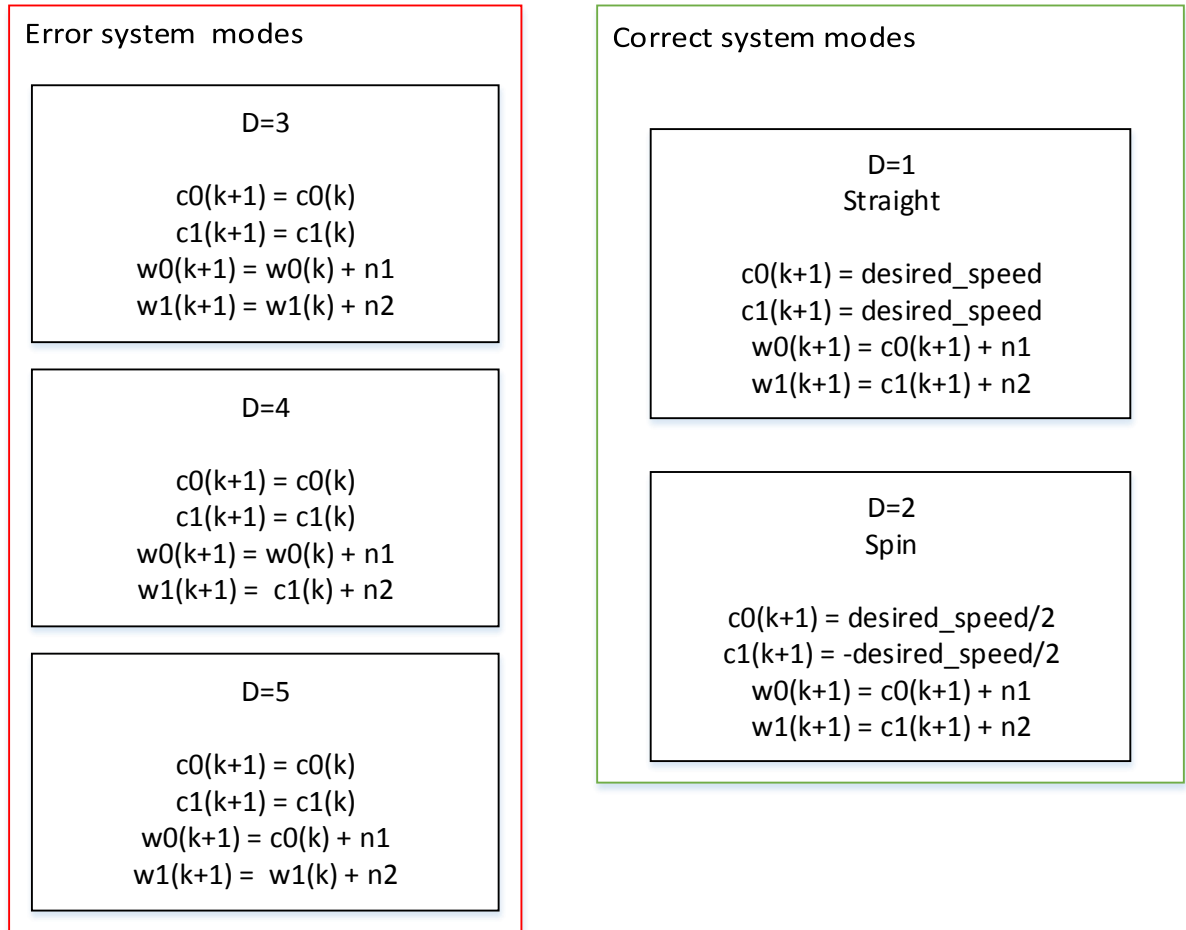 Error system modes
D=3
c0(k+1) = c0(k)
c1(k+1) = c1(k)
w0(k+1) = w0(k) + n1
w1(k+1) = w1(k) + n2
D=4
c0(k+1) = c0(k)
c1(k+1) = c1(k)
w0(k+1) = w0(k) + n1
w1(k+1) = c1(k) + n2
D=5
c0(k+1) = c0(k)
c1(k+1) = c1(k)
w0(k+1) = c0(k) + n1
w1(k+1) = w1(k) + n2
Correct system modes
D=1
Straight
c0(k+1) = desired_speed
c1(k+1) = desired_speed
w0(k+1) = c0(k+1) + n1
w1(k+1) = c1(k+1) + n2
D=2
Spin
c0(k+1) = desired_speed/2
c1(k+1) = -desired_speed/2
w0(k+1) = c0(k+1) + n1
w1(k+1) = c1(k+1) + n2